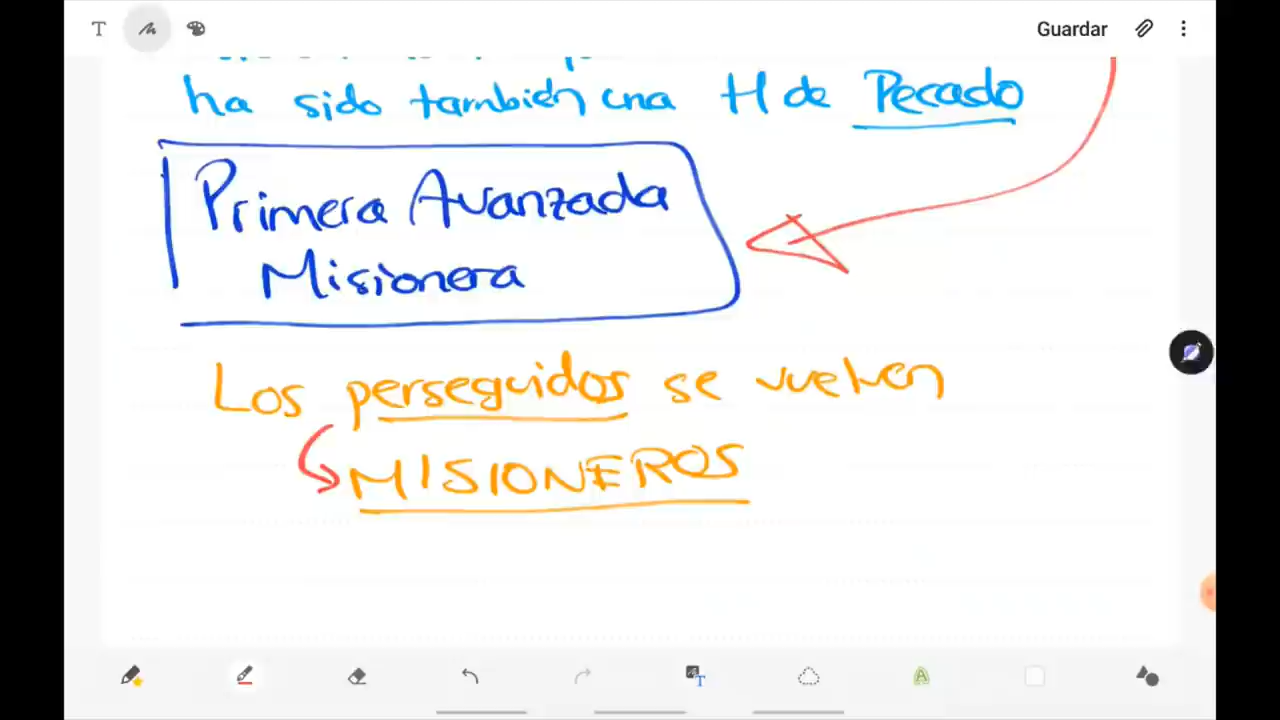 T
Guardar
ha sido también una H de Pecado
Primera Avanzada
Misionera
Los perseguidos se vuelven
MISIONEROS